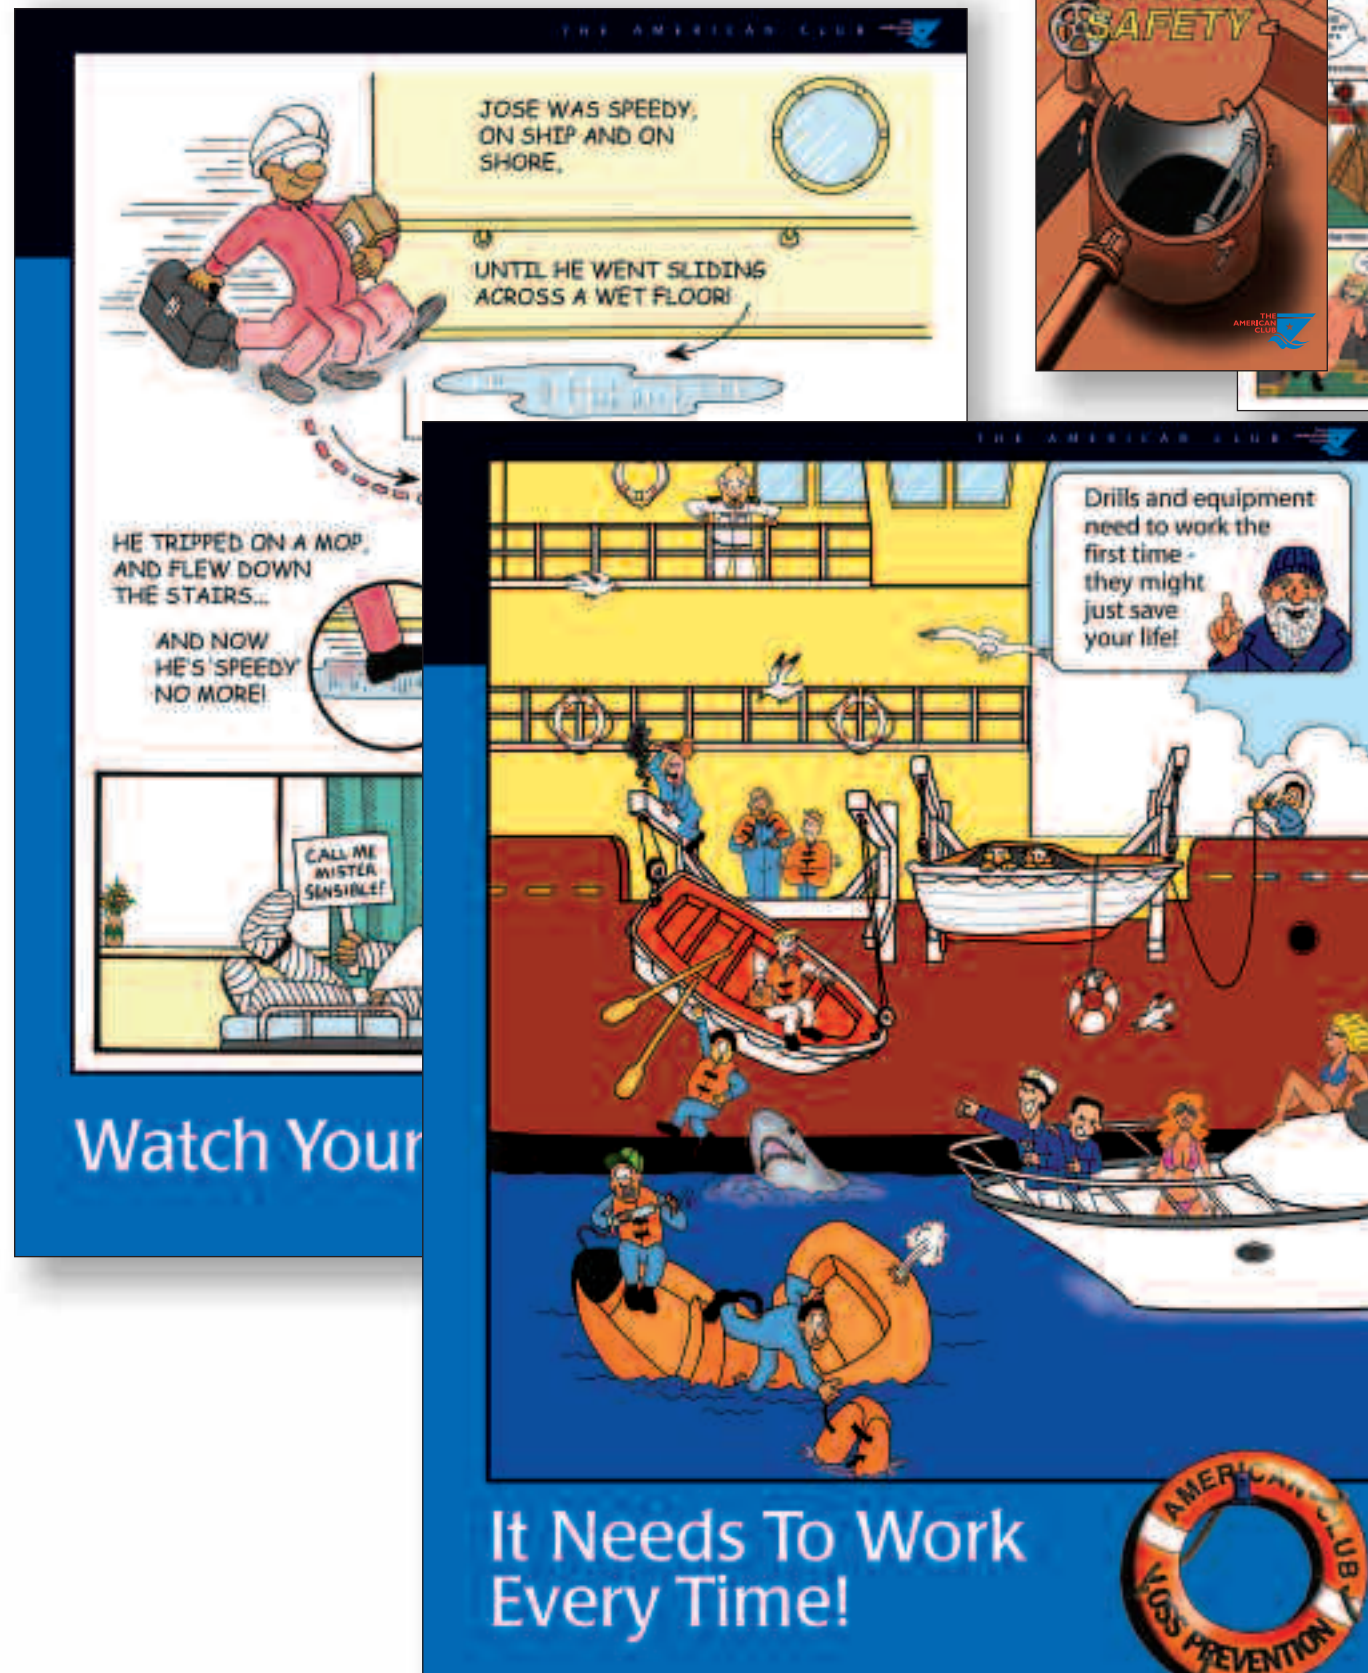 THE AMERICAN CLUB
JOSE WAS SPEEDY,
ON SHIP AND ON
SHORE,
UNTIL HE WENT SLIDING
ACROSS A WET FLOOR!
HE TRIPPED ON A MOP,
AND FLEW DOWN
THE STAIRS...
AND NOW
HE'S 'SPEEDY'
NO MORE!
CALL ME
MISTER
SENSIBLE!
Watch Your
SAFETY
THE
AMERICAN
CLUB
THE AMERICAN CLUB
Drills and equipment
need to work the
first time -
they might
just save
your life!
It Needs To Work
Every Time!
AMERICAN CLUB
PREVENTION